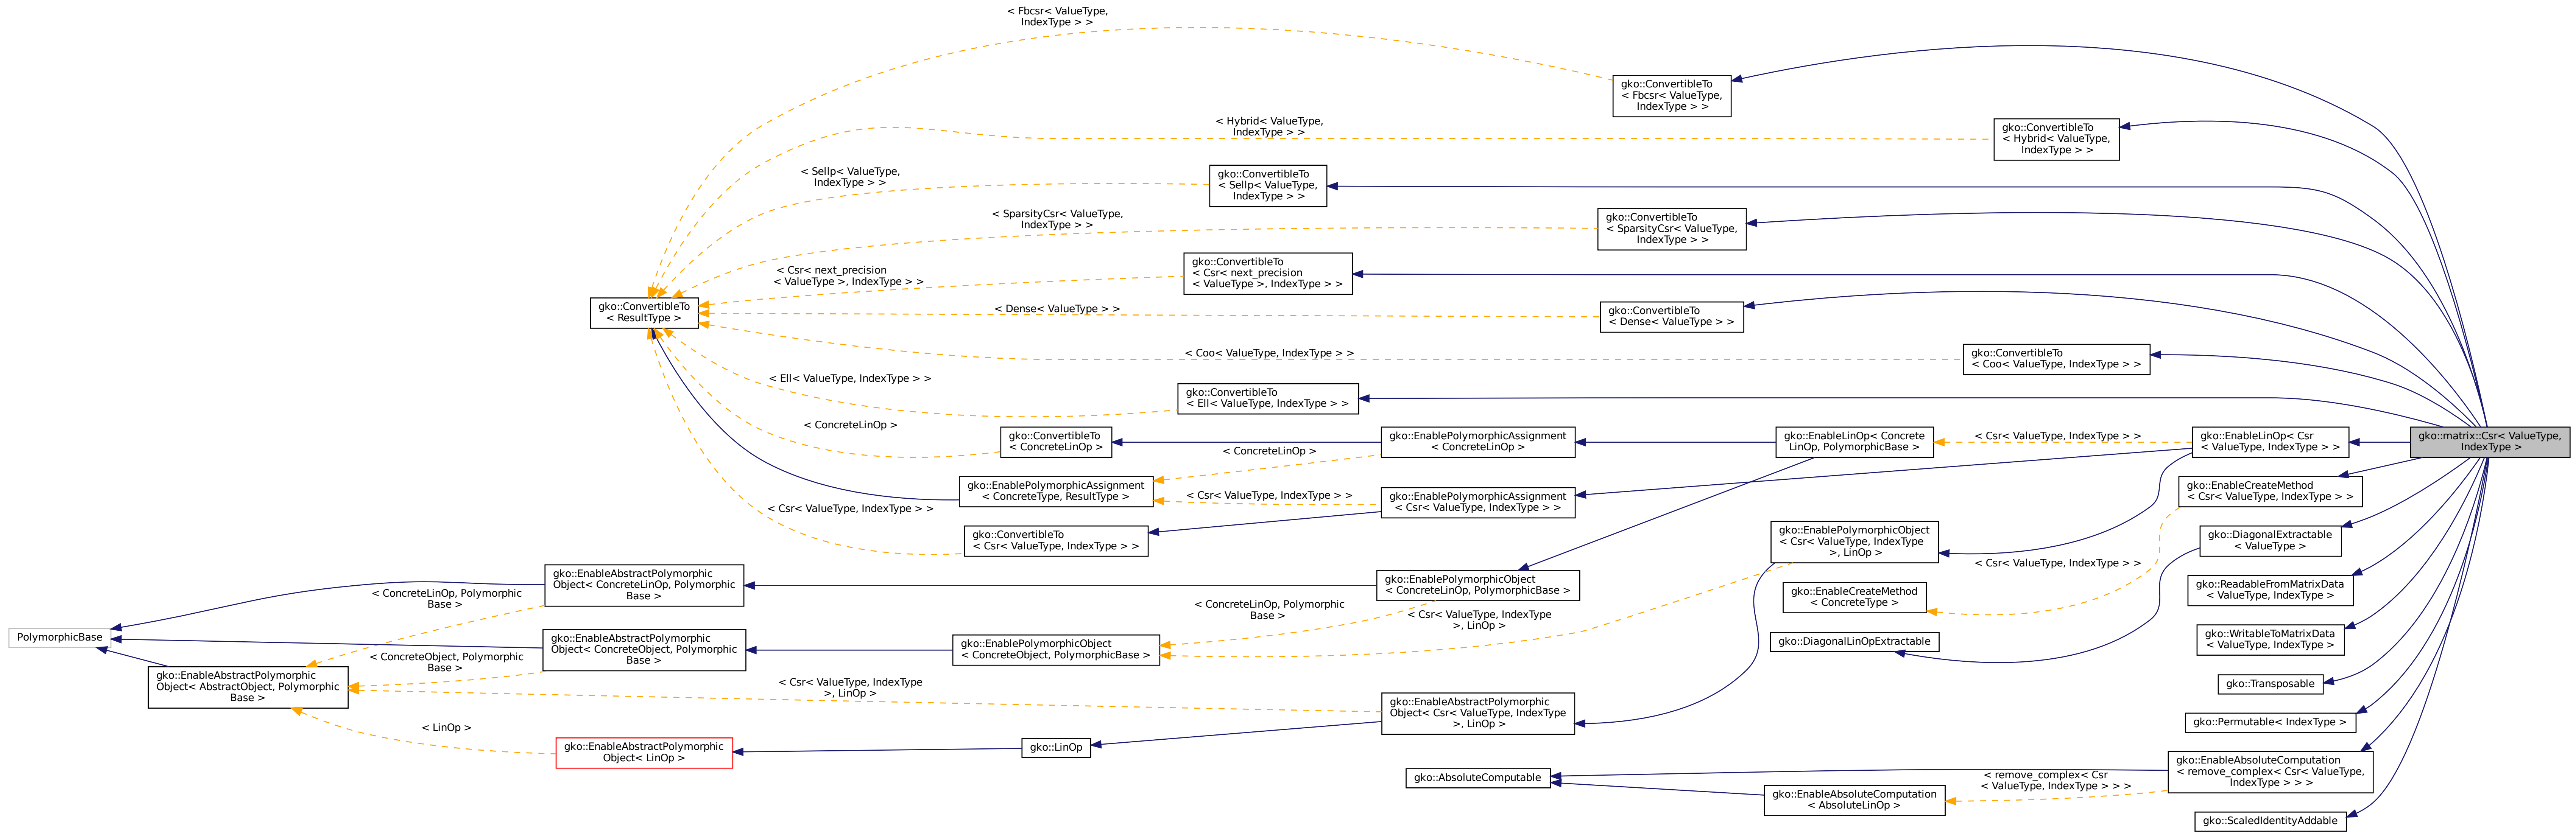 < Fbcsr< ValueType,
IndexType > >
gko::ConvertibleTo
< Fbcsr< ValueType,
IndexType > >
< Hybrid< ValueType,
IndexType > >
gko::ConvertibleTo
< Hybrid< ValueType,
IndexType > >
< Sellp< ValueType,
IndexType > >
gko::ConvertibleTo
< Sellp< ValueType,
IndexType > >
< SparsityCsr< ValueType,
IndexType > >
gko::ConvertibleTo
< SparsityCsr< ValueType,
IndexType > >
< Csr< next_precision
< ValueType >, IndexType > >
gko::ConvertibleTo
< Csr< next_precision
< ValueType >, IndexType > >
gko::ConvertibleTo
< ResultType >
< Dense< ValueType > >
gko::ConvertibleTo
< Dense< ValueType > >
< Coo< ValueType, IndexType > >
gko::ConvertibleTo
< Coo< ValueType, IndexType > >
< Ell< ValueType, IndexType > >
gko::ConvertibleTo
< Ell< ValueType, IndexType > >
< ConcreteLinOp >
gko::ConvertibleTo
< ConcreteLinOp >
gko::EnablePolymorphicAssignment
< ConcreteLinOp >
gko::EnableLinOp< Concrete
LinOp, PolymorphicBase >
< Csr< ValueType, IndexType > >
gko::EnableLinOp< Csr
< ValueType, IndexType > >
gko::matrix::Csr< ValueType,
IndexType >
< ConcreteLinOp >
gko::EnablePolymorphicAssignment
< ConcreteType, ResultType >
< Csr< ValueType, IndexType > >
gko::EnablePolymorphicAssignment
< Csr< ValueType, IndexType > >
gko::EnableCreateMethod
< Csr< ValueType, IndexType > >
< Csr< ValueType, IndexType > >
gko::ConvertibleTo
< Csr< ValueType, IndexType > >
gko::EnablePolymorphicObject
< Csr< ValueType, IndexType
>, LinOp >
gko::DiagonalExtractable
< ValueType >
< Csr< ValueType, IndexType > >
gko::EnableAbstractPolymorphic
Object< ConcreteLinOp, Polymorphic
Base >
gko::EnablePolymorphicObject
< ConcreteLinOp, PolymorphicBase >
gko::EnableCreateMethod
< ConcreteType >
gko::ReadableFromMatrixData
< ValueType, IndexType >
< ConcreteLinOp, Polymorphic
Base >
< ConcreteLinOp, Polymorphic
Base >
< Csr< ValueType, IndexType
>, LinOp >
PolymorphicBase
gko::EnableAbstractPolymorphic
Object< ConcreteObject, Polymorphic
Base >
gko::EnablePolymorphicObject
< ConcreteObject, PolymorphicBase >
gko::DiagonalLinOpExtractable
gko::WritableToMatrixData
< ValueType, IndexType >
< ConcreteObject, Polymorphic
Base >
gko::EnableAbstractPolymorphic
Object< AbstractObject, Polymorphic
Base >
< Csr< ValueType, IndexType
>, LinOp >
gko::EnableAbstractPolymorphic
Object< Csr< ValueType, IndexType
>, LinOp >
gko::Transposable
gko::Permutable< IndexType >
< LinOp >
gko::EnableAbstractPolymorphic
Object< LinOp >
gko::LinOp
gko::AbsoluteComputable
< remove_complex< Csr
< ValueType, IndexType > > >
gko::EnableAbsoluteComputation
< remove_complex< Csr< ValueType,
IndexType > > >
gko::EnableAbsoluteComputation
< AbsoluteLinOp >
gko::ScaledIdentityAddable